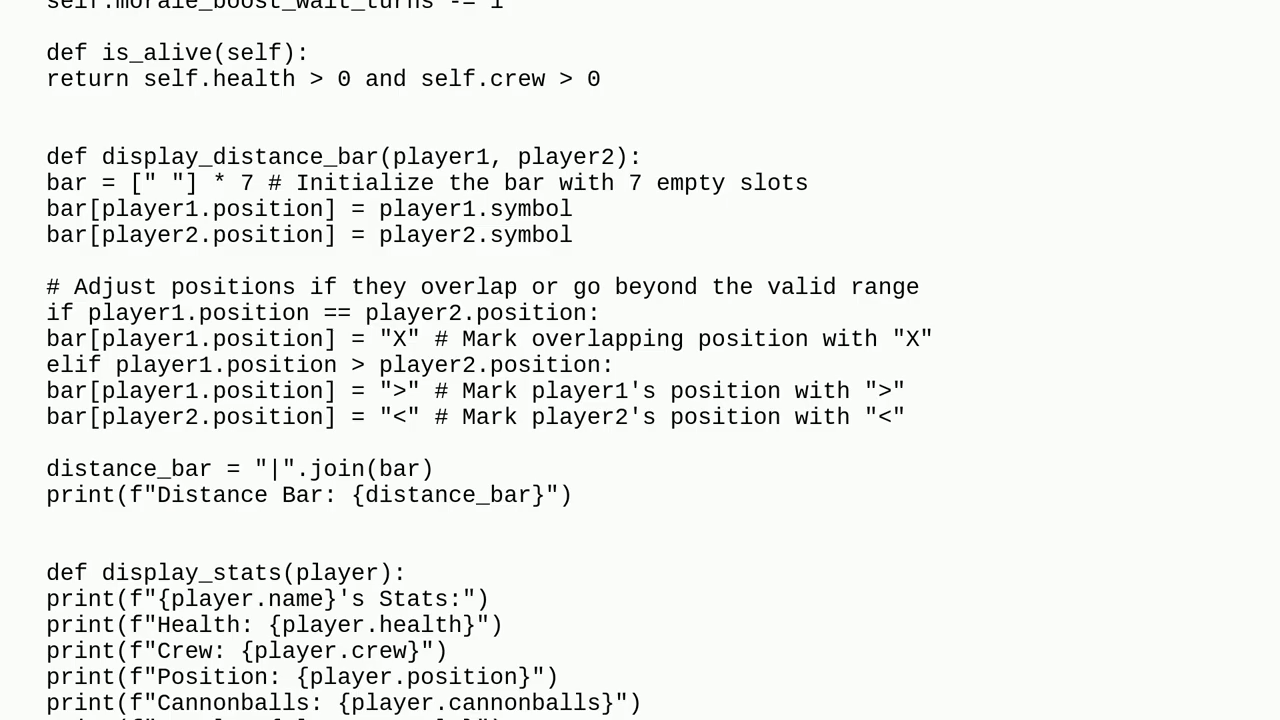 self.morale_boost_wait_turns -= 1
def is_alive(self):
return self.health > 0 and self.crew > 0
def display_distance_bar(player1, player2):
bar = [" "] * 7 # Initialize the bar with 7 empty slots
bar[player1.position] = player1.symbol
bar[player2.position] = player2.symbol
# Adjust positions if they overlap or go beyond the valid range
if player1.position == player2.position:
bar[player1.position] = "X" # Mark overlapping position with "X"
elif player1.position > player2.position:
bar[player1.position] = ">" # Mark player1's position with ">"
bar[player2.position] = "<" # Mark player2's position with "<"
distance_bar = "|".join(bar)
print(f"Distance Bar: {distance_bar}")
def display_stats(player):
print(f"{player.name}'s Stats:")
print(f"Health: {player.health}")
print(f"Crew: {player.crew}")
print(f"Position: {player.position}")
print(f"Cannonballs: {player.cannonballs}")